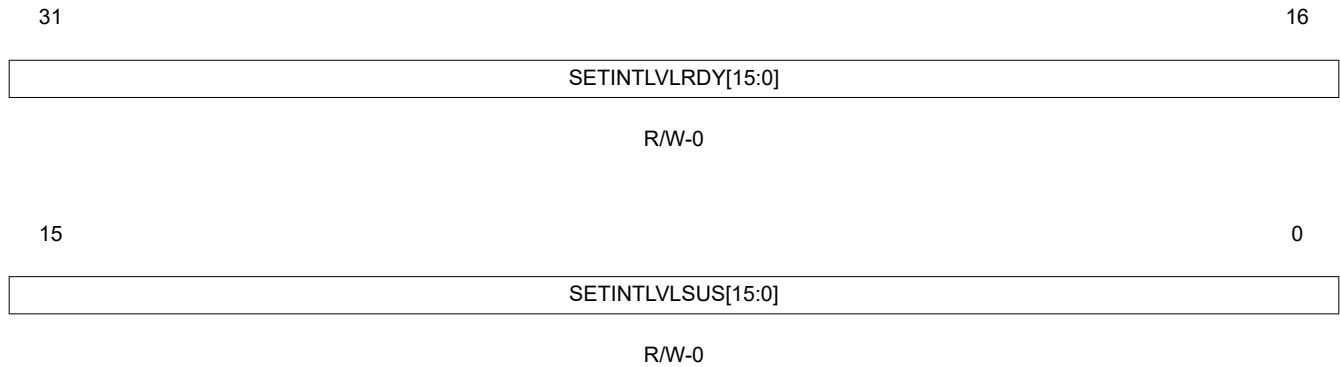 31 16
SETINTLVLRDY[15:0]
R/W-0
15 0
SETINTLVLSUS[15:0]
R/W-0